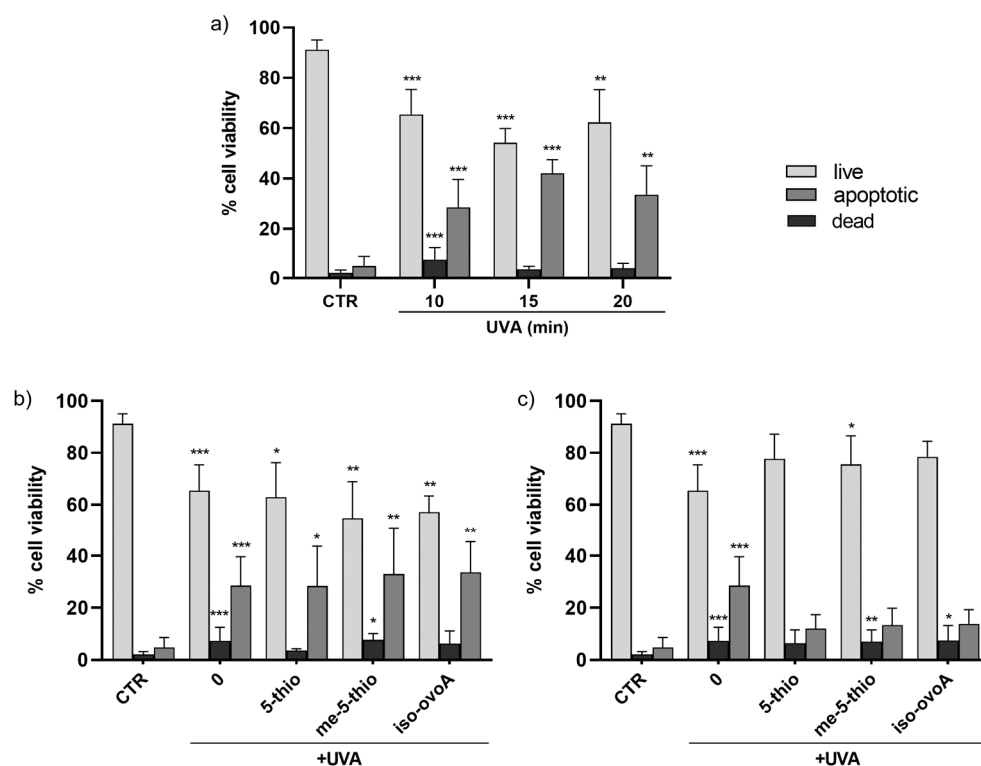 a)
% cell viability
100
80
60
40
20
0
***
***
***
***
***
**
**
CTR
10
15
20
UVA (min)
live
apoptotic
dead
b)
% cell viability
100
80
60
40
20
0
***
***
***
*
*
**
*
**
**
**
CTR
0
5-thio
me-5-thio
iso-ovoA
+UVA
c)
% cell viability
100
80
60
40
20
0
***
***
***
*
**
*
CTR
0
5-thio
me-5-thio
iso-ovoA
+UVA